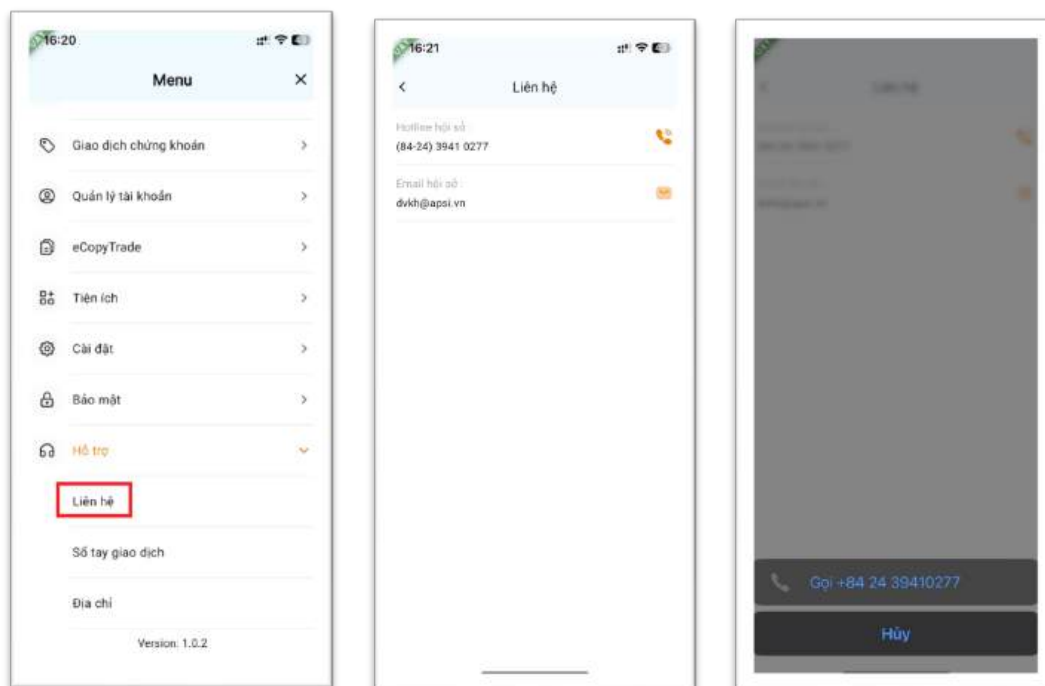 16:20
Menu
Giao dịch chứng khoán
Quản lý tài khoản
eCopyTrade
Tiện ích
Cài đặt
Bảo mật
Hỗ trợ
Liên hệ
Sổ tay giao dịch
Địa chỉ
Version: 1.0.2
16:21
Liên hệ
Hotline hội sở :
(84-24) 3941 0277
Email hội sở :
dvkh@apsi.vn
Gọi +84 24 39410277
Hủy